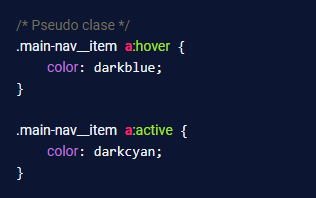 /* Pseudo clase */
.main-nav__item a:hover {
    color: darkblue;
}

.main-nav__item a:active {
    color: darkcyan;
}